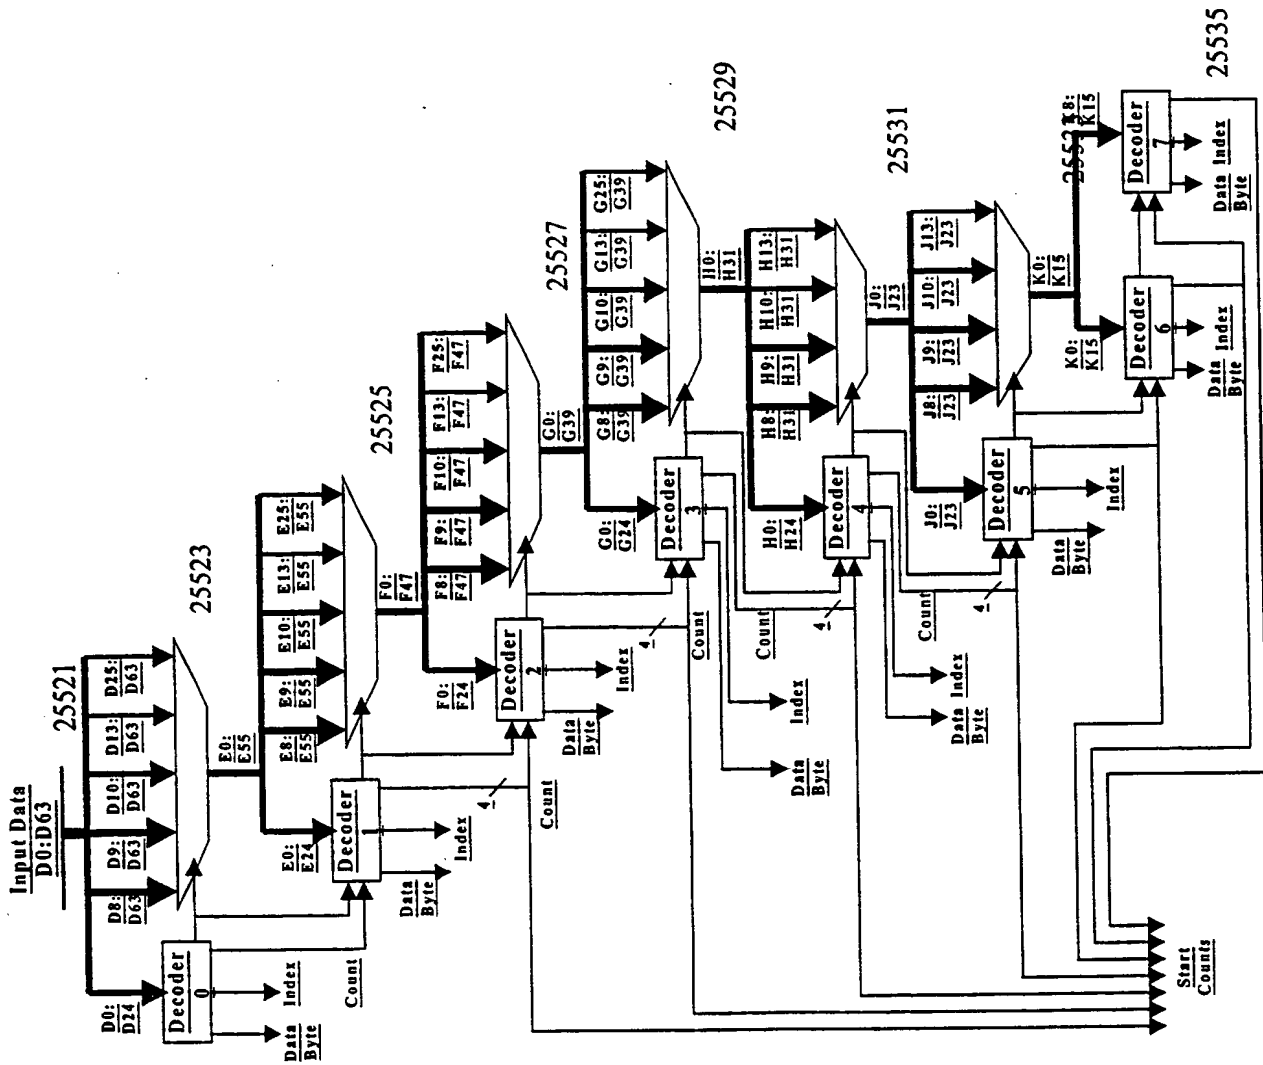 Input Data
D0:D63
25521
D0:
D24
D8:
D63
D9:
D63
D10:
D63
D13:
D63
D25:
D63
Decoder
0
Data
Byte
Index
Count
E0:
E55
25523
E0:
E24
E8:
E55
E9:
E55
E10:
E55
E13:
E55
E25:
E55
Decoder
1
Data
Byte
Index
4
Count
F0:
F47
25525
F0:
F24
F8:
F47
F9:
F47
F10:
F47
F13:
F47
F25:
F47
Decoder
2
Data
Byte
Index
4
Count
G0:
G39
25527
G0:
G24
G8:
G39
G9:
G39
G10:
G39
G13:
G39
G25:
G39
Decoder
3
Data
Byte
Index
4
Count
H0:
H31
25529
H0:
H24
H8:
H31
H9:
H31
H10:
H31
H13:
H31
Decoder
4
Data
Byte
Index
4
Count
J0:
J23
25531
J0:
J23
J8:
J23
J9:
J23
J10:
J23
J13:
J23
Decoder
5
Data
Byte
Index
K0:
K15
K0:
K15
K8:
K15
Decoder
6
Data
Byte
Index
Decoder
7
Data
Byte
Index
25535
Start
Counts